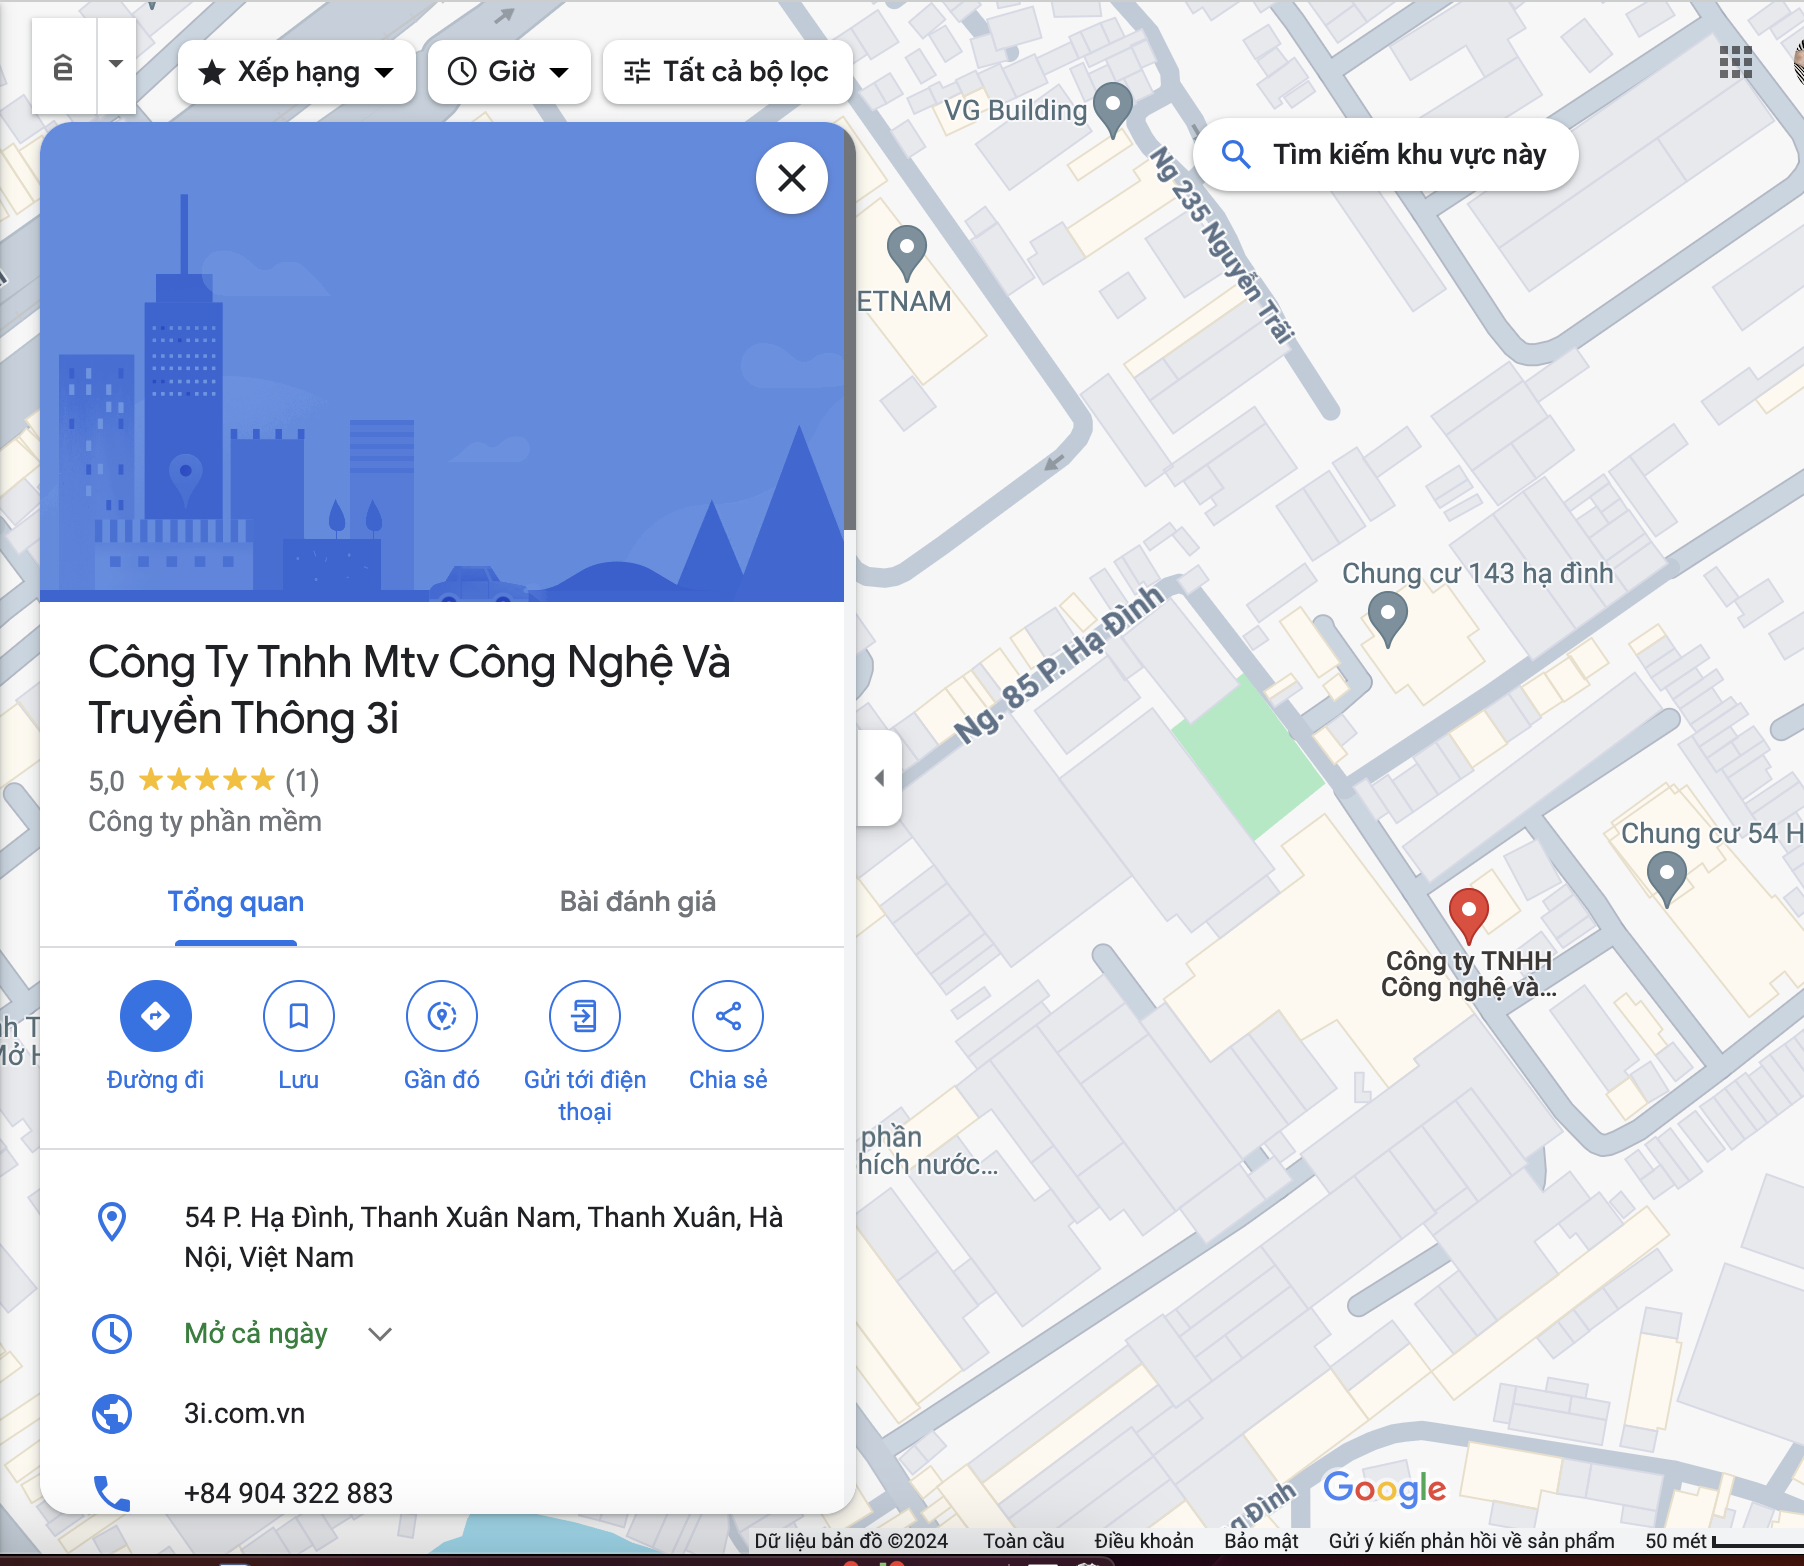 ê
Xếp hạng
Giờ
Tất cả bộ lọc
Tìm kiếm khu vực này
Công Ty Tnhh Mtv Công Nghệ Và
Truyền Thông 3i
5,0 ★★★★★ (1)
Công ty phần mềm
Tổng quan
Bài đánh giá
Đường đi
Lưu
Gần đó
Gửi tới điện
thoại
Chia sẻ
54 P. Hạ Đình, Thanh Xuân Nam, Thanh Xuân, Hà
Nội, Việt Nam
Mở cả ngày
3i.com.vn
+84 904 322 883
VG Building
Ng 235 Nguyễn Trãi
ETNAM
Chung cư 143 hạ đình
Ng. 85 P. Hạ Đình
Chung cư 54 H
Công ty TNHH
Công nghệ và...
phần
hích nước...
Đình
Google
Dữ liệu bản đồ ©2024
Toàn cầu
Điều khoản
Bảo mật
Gửi ý kiến phản hồi về sản phẩm
50 mét